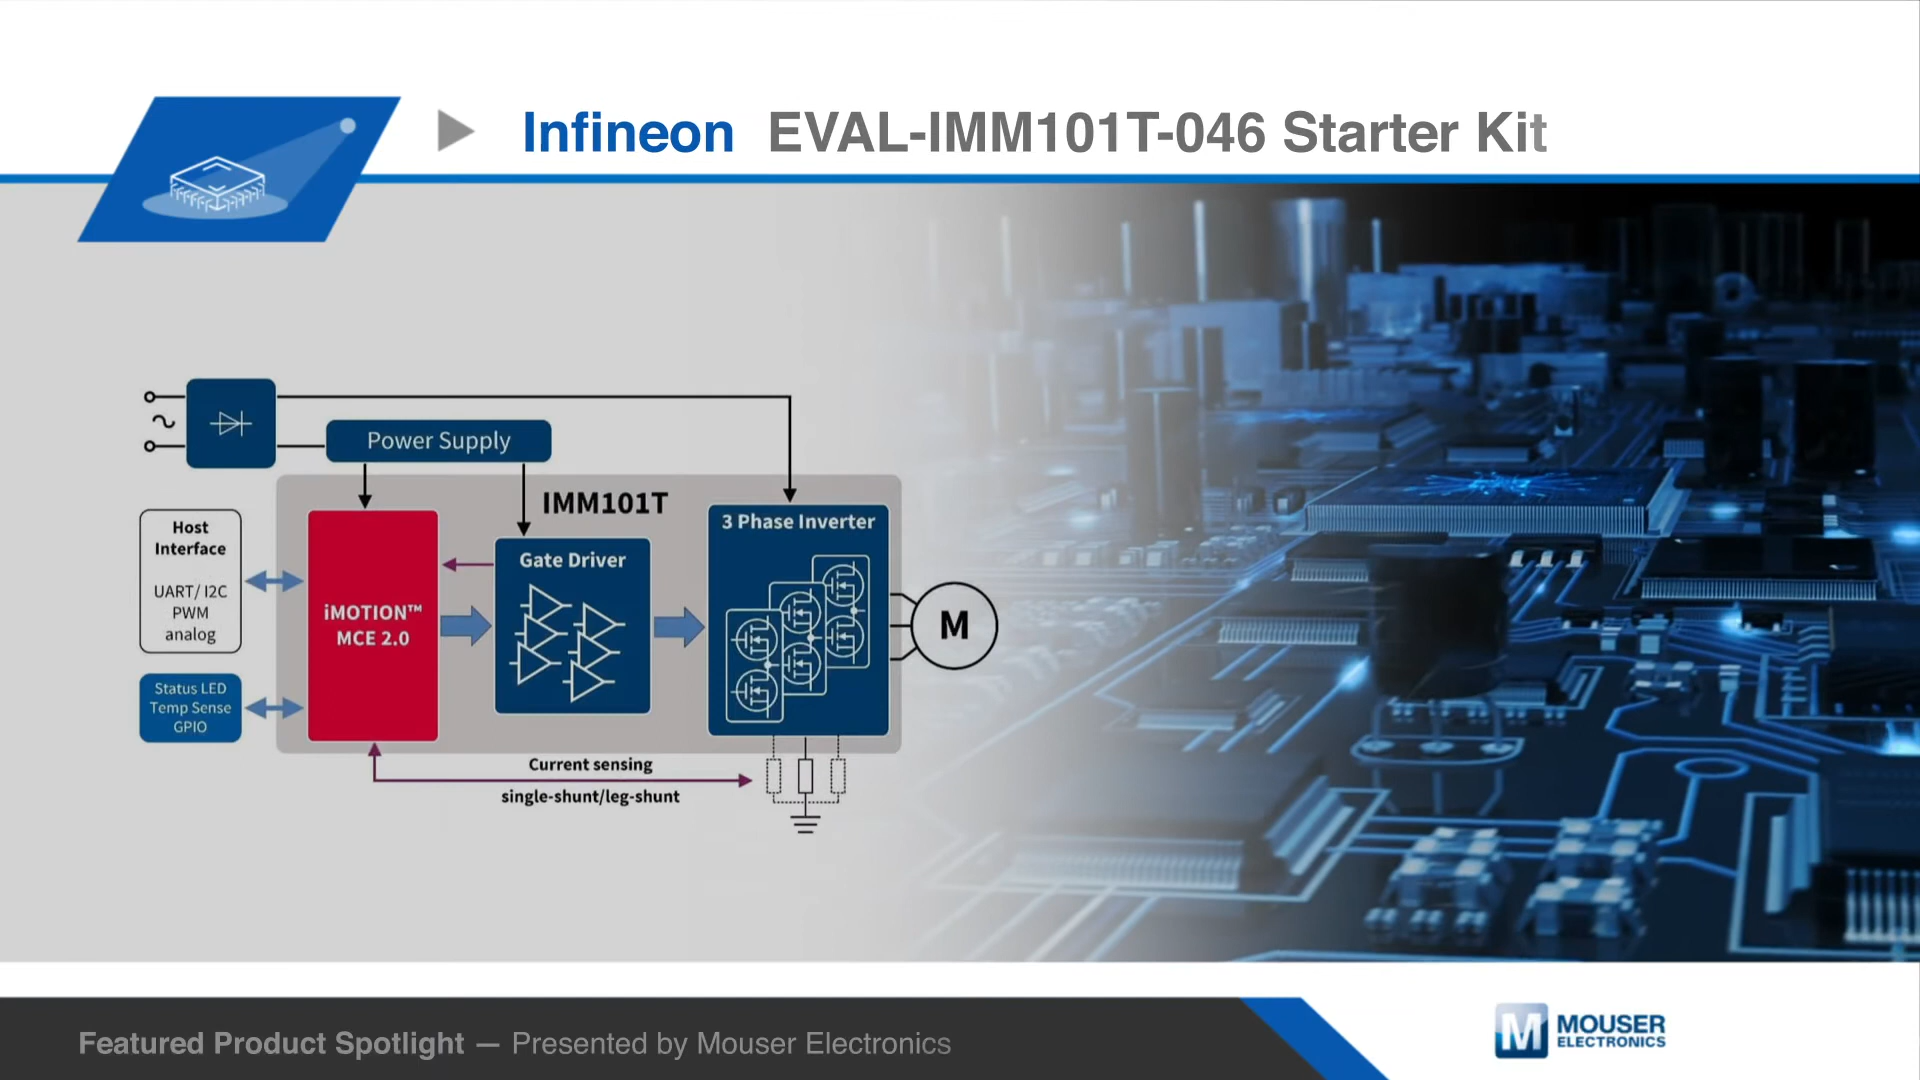 Infineon EVAL-IMM101T-046 Starter Kit
Power Supply
IMM101T
Host
Interface
UART/ I2C
PWM
analog
Status LED
Temp Sense
GPIO
iMOTION™
MCE 2.0
Gate Driver
3 Phase Inverter
M
Current sensing
single-shunt/leg-shunt
Featured Product Spotlight — Presented by Mouser Electronics
M MOUSER
ELECTRONICS